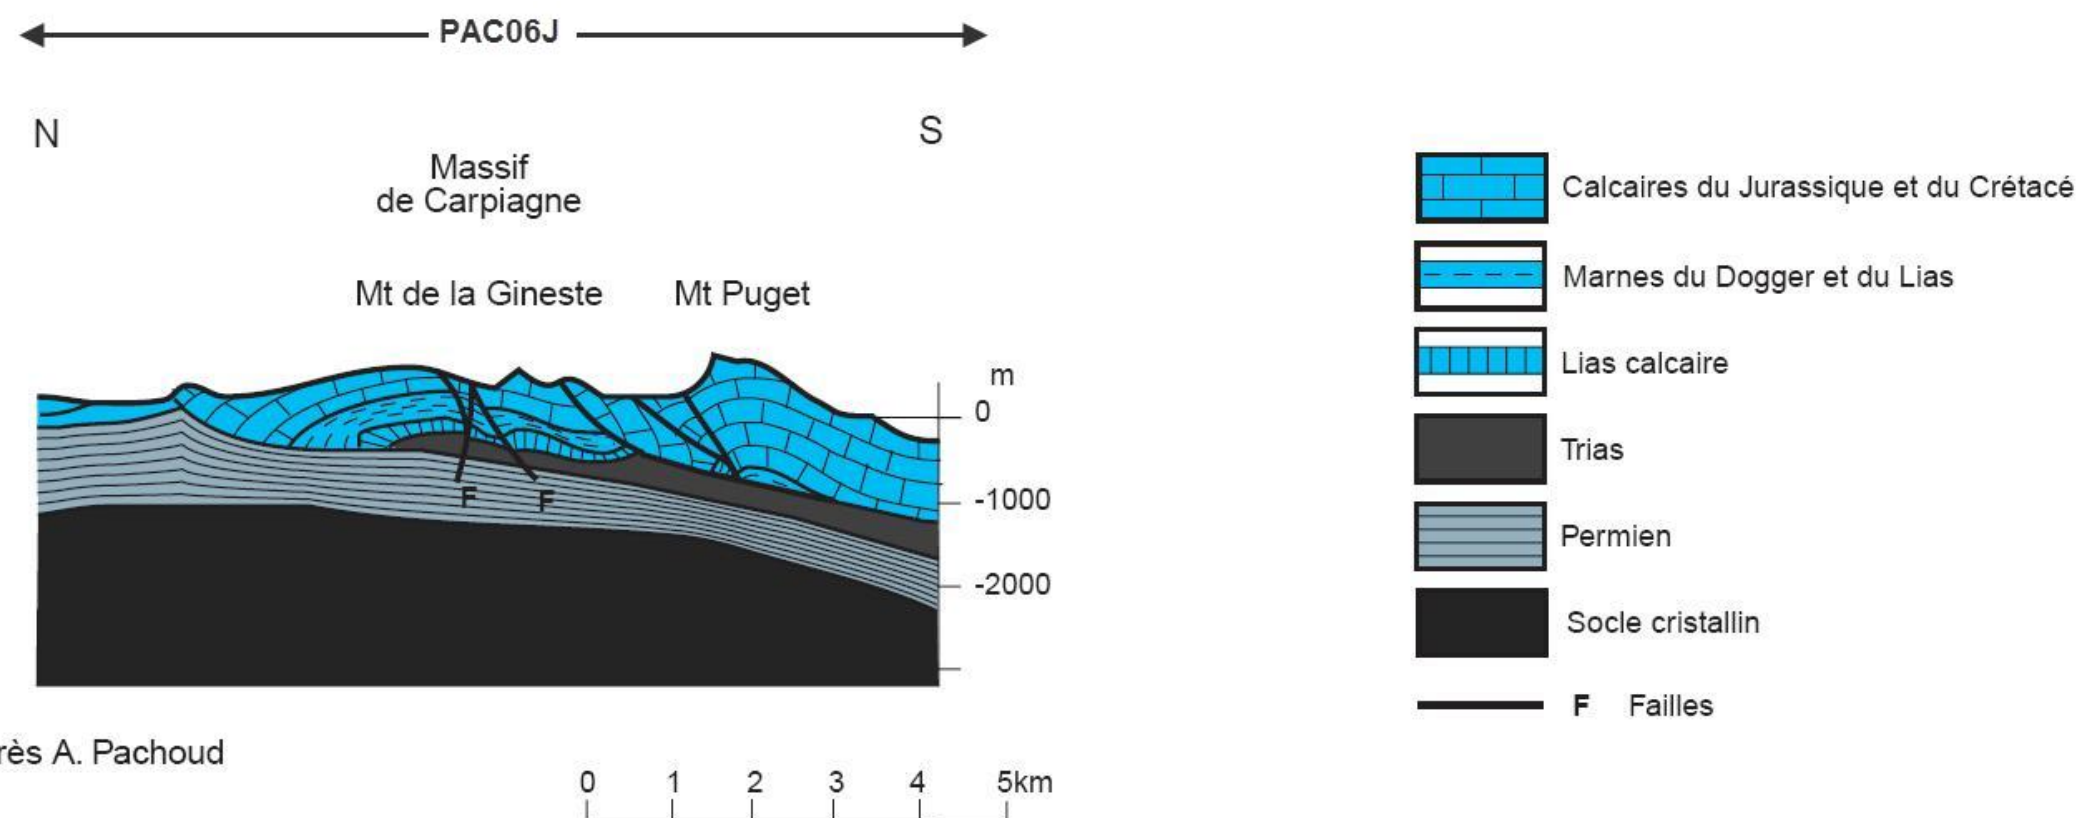 PAC06J
N
S
Massif
de Carpiagne
Mt de la Gineste
Mt Puget
m
0
-1000
-2000
F
F
Calcaires du Jurassique et du Crétacé
Marnes du Dogger et du Lias
Lias calcaire
Trias
Permien
Socle cristallin
F Failles
rès A. Pachoud
0 1 2 3 4 5km